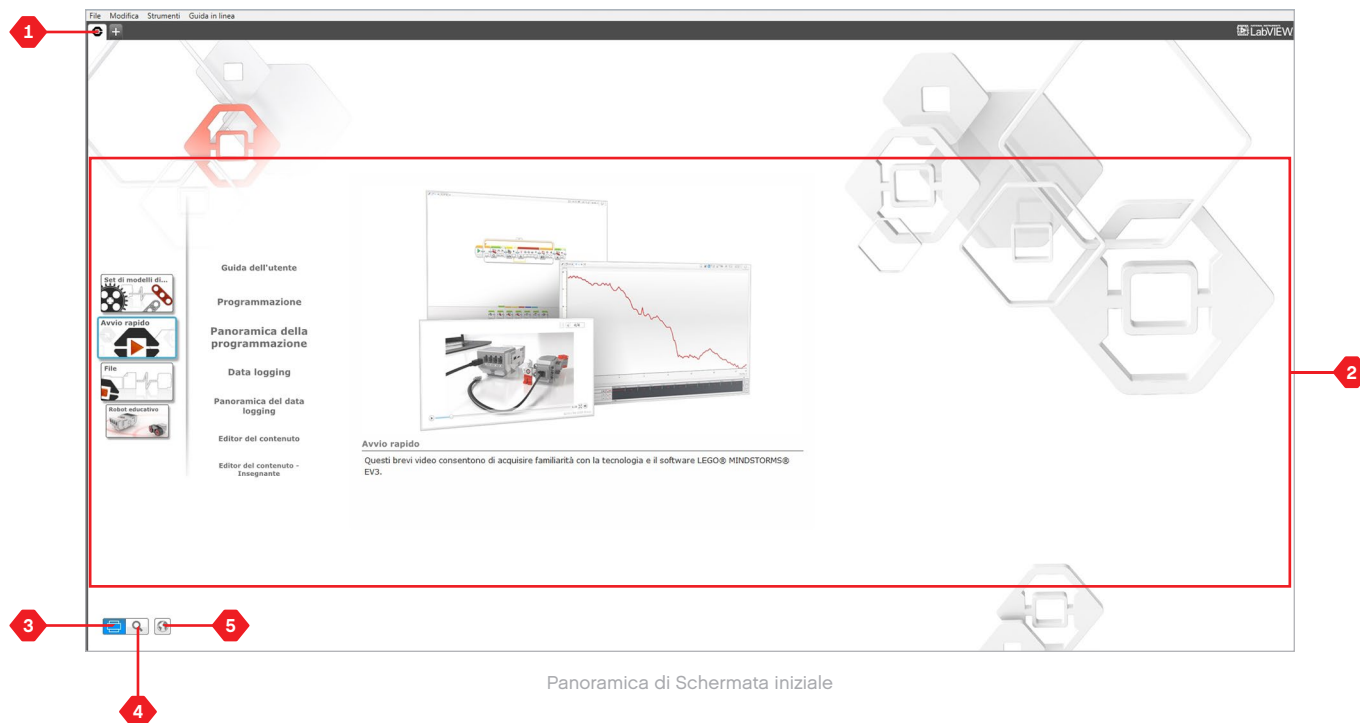 File Modifica Strumenti Guida in linea
1
+
LabVIEW
Set di modelli di...
Avvio rapido
File
Robot educativo
Guida dell'utente
Programmazione
Panoramica della
programmazione
Data logging
Panoramica del data
logging
Editor del contenuto
Editor del contenuto -
Insegnante
Avvio rapido
Questi brevi video consentono di acquisire familiarità con la tecnologia e il software LEGO® MINDSTORMS®
EV3.
2
3
5
4
Panoramica di Schermata iniziale